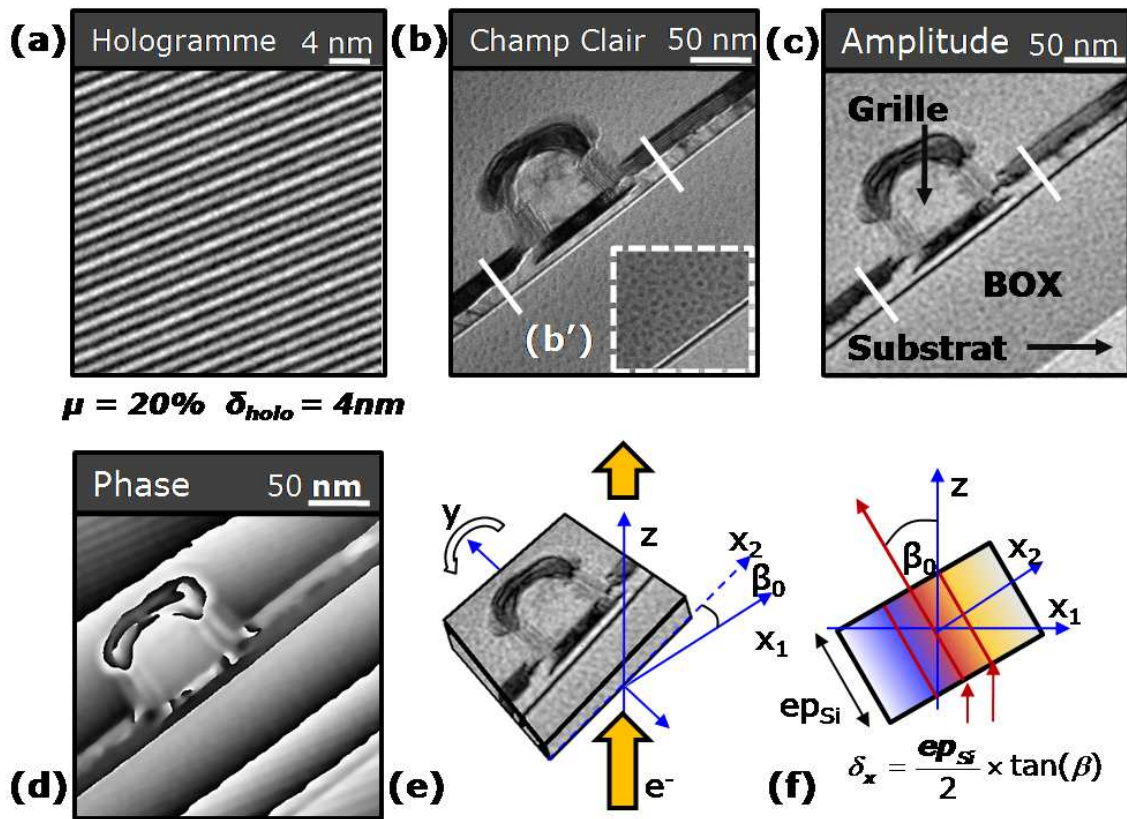 (a) Hologramme 4 nm
(b) Champ Clair 50 nm
(c) Amplitude 50 nm
Grille
BOX
(b')
Substrat
μ = 20% δholo = 4nm
Phase 50 nm
(d)
y
z
x2
β0
x1
e-
(e)
z
β0
x2
x1
epSi
(f) δx = epSi/2 × tan(β)